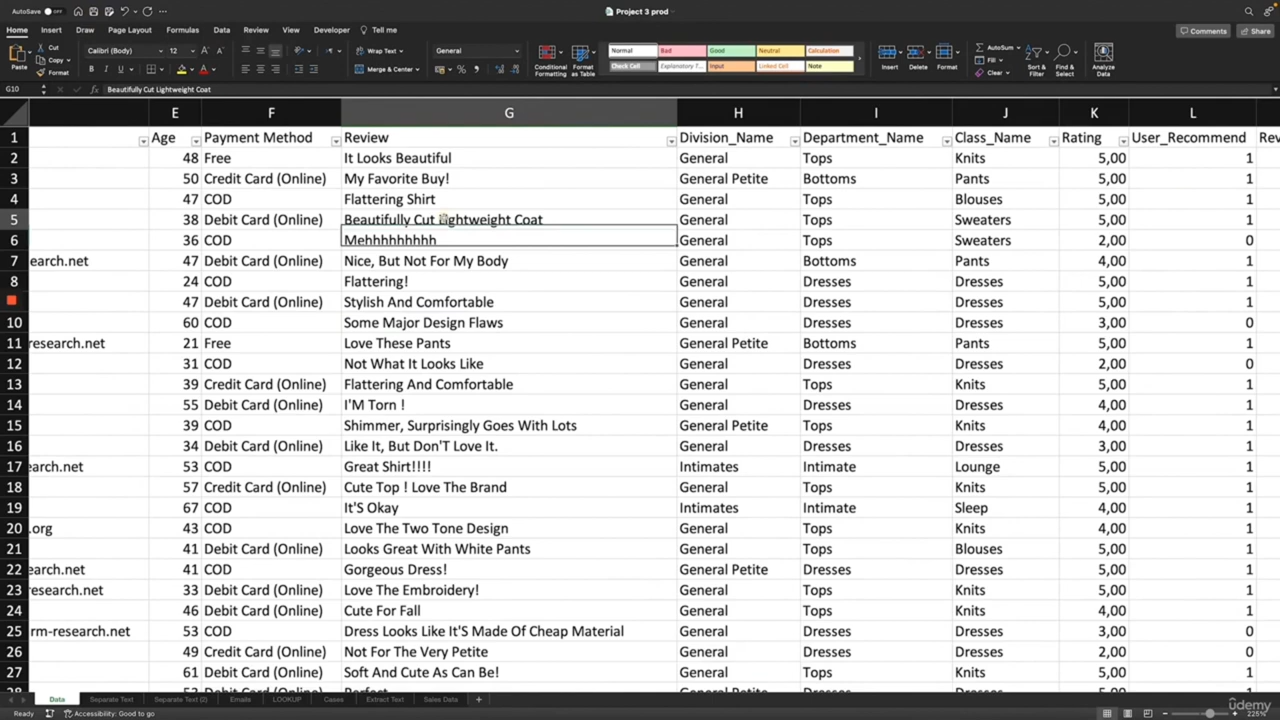 AutoSave OFF Project 3 prod
Home Insert Draw Page Layout Formulas Data Review View Developer Tell me Comments Share
Paste Cut Copy Format Calibri (Body) 12 Wrap Text Merge & Center General Conditional Formatting Format as Table Normal Bad Good Neutral Calculation Check Cell Explanatory T... Input Linked Cell Note Insert Delete Format AutoSum Fill Clear Sort & Filter Find & Select Analyze Data
G10 fx Beautifully Cut Lightweight Coat
E F G H I J K L
1 Age Payment Method Review Division_Name Department_Name Class_Name Rating User_Recommend Rev
2 48 Free It Looks Beautiful General Tops Knits 5,00 1
3 50 Credit Card (Online) My Favorite Buy! General Petite Bottoms Pants 5,00 1
4 47 COD Flattering Shirt General Tops Blouses 5,00 1
5 38 Debit Card (Online) Beautifully Cut Lightweight Coat General Tops Sweaters 5,00 1
6 36 COD Mehhhhhhhhh General Tops Sweaters 2,00 0
7 earch.net 47 Debit Card (Online) Nice, But Not For My Body General Bottoms Pants 4,00 1
8 24 COD Flattering! General Dresses Dresses 5,00 1
47 Debit Card (Online) Stylish And Comfortable General Dresses Dresses 5,00 1
10 60 COD Some Major Design Flaws General Dresses Dresses 3,00 0
11 research.net 21 Free Love These Pants General Petite Bottoms Pants 5,00 1
12 31 COD Not What It Looks Like General Dresses Dresses 2,00 0
13 39 Credit Card (Online) Flattering And Comfortable General Tops Knits 5,00 1
14 55 Debit Card (Online) I'M Torn ! General Dresses Dresses 4,00 1
15 39 COD Shimmer, Surprisingly Goes With Lots General Petite Tops Knits 4,00 1
16 34 Debit Card (Online) Like It, But Don'T Love It. General Dresses Dresses 3,00 1
17 earch.net 53 COD Great Shirt!!!! Intimates Intimate Lounge 5,00 1
18 57 Credit Card (Online) Cute Top ! Love The Brand General Tops Knits 5,00 1
19 67 COD It'S Okay Intimates Intimate Sleep 4,00 1
20 .org 43 COD Love The Two Tone Design General Tops Knits 4,00 1
21 41 Debit Card (Online) Looks Great With White Pants General Tops Blouses 5,00 1
22 earch.net 41 COD Gorgeous Dress! General Petite Dresses Dresses 5,00 1
23 research.net 33 Debit Card (Online) Love The Embroidery! General Tops Knits 5,00 1
24 46 Debit Card (Online) Cute For Fall General Tops Knits 4,00 1
25 rm-research.net 53 COD Dress Looks Like It'S Made Of Cheap Material General Dresses Dresses 3,00 0
26 49 Credit Card (Online) Not For The Very Petite General Dresses Dresses 2,00 0
27 61 Debit Card (Online) Soft And Cute As Can Be! General Tops Knits 5,00 1
Data Separate Text Separate Text (2) Emails LOOKUP Cases Extract Text Sales Data
Ready Accessibility: Good to go 225%
udemy